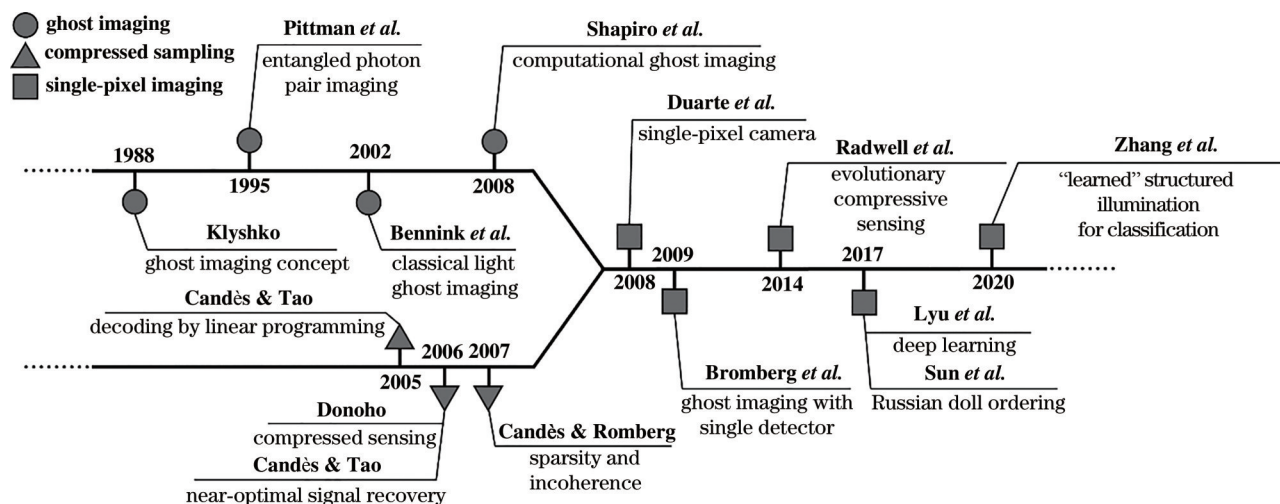 ghost imaging
compressed sampling
single-pixel imaging
Pittman et al.
entangled photon
pair imaging
Shapiro et al.
computational ghost imaging
1988
1995
2002
2008
Klyshko
ghost imaging concept
Bennink et al.
classical light
ghost imaging
Candès & Tao
decoding by linear programming
2005
2006
2007
Donoho
compressed sensing
Candès & Tao
near-optimal signal recovery
Candès & Romberg
sparsity and
incoherence
Duarte et al.
single-pixel camera
Radwell et al.
evolutionary
compressive
sensing
Zhang et al.
“learned” structured
illumination
for classification
2008
2009
2014
2017
2020
Bromberg et al.
ghost imaging with
single detector
Lyu et al.
deep learning
Sun et al.
Russian doll ordering